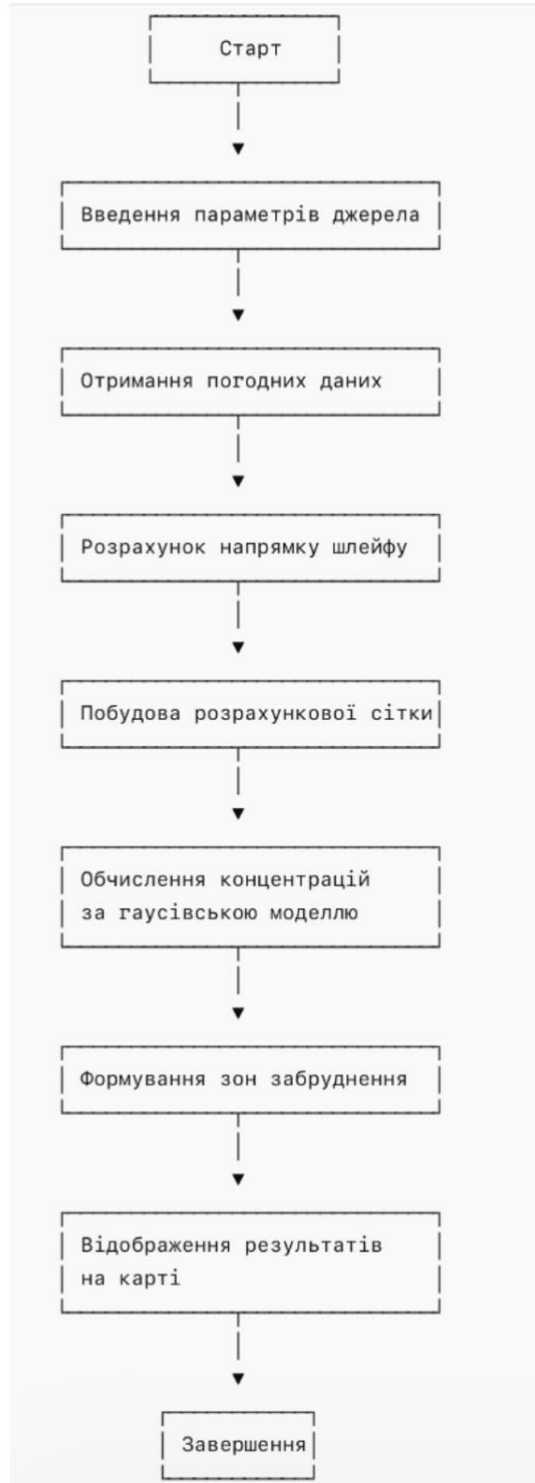 Старт
Введення параметрів джерела
Отримання погодних даних
Розрахунок напрямку шлейфу
Побудова розрахункової сітки
Обчислення концентрацій
за гаусівською моделлю
Формування зон забруднення
Відображення результатів
на карті
Завершення